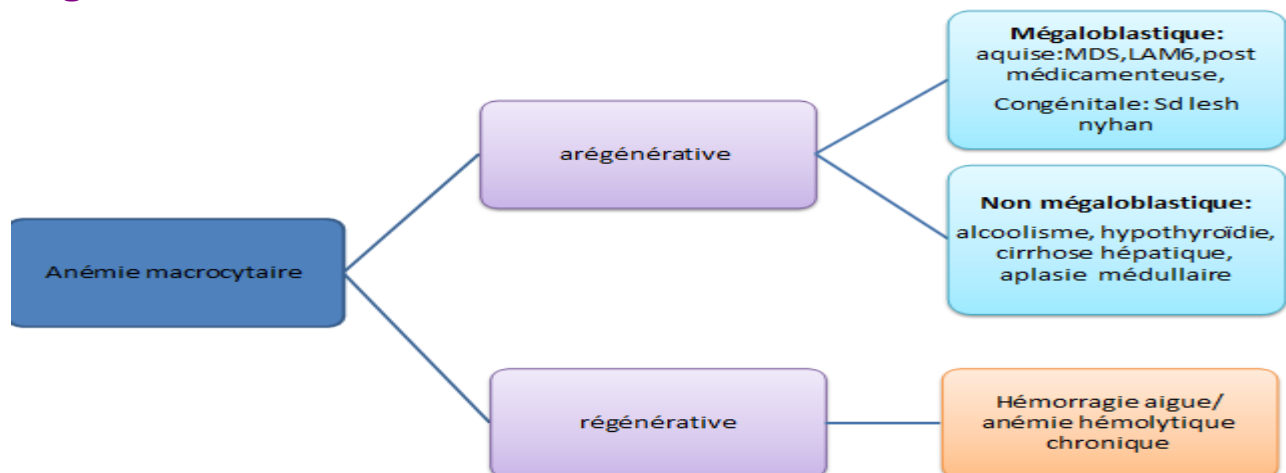 Mégaloblastique:
aquise:MDS,LAM6,post
médicamenteuse,
Congénitale: Sd lesh
nyhan
arégénérative
Non mégaloblastique:
alcoolisme, hypothyroïdie,
cirrhose hépatique,
aplasie médullaire
Anémie macrocytaire
régénérative
Hémorragie aigue/
anémie hémolytique
chronique